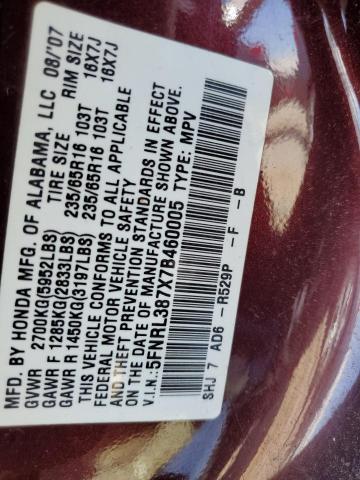 MFD. BY HONDA MFG. OF ALABAMA, LLC 08/'07
GVWR 2700KG(5952LBS) TIRE SIZE RIM SIZE
GAWR F 1285KG(2833LBS) 235/65R16 103T 16X7J
GAWR R 1450KG(3197LBS) 235/65R16 103T 16X7J
THIS VEHICLE CONFORMS TO ALL APPLICABLE
FEDERAL MOTOR VEHICLE SAFETY
AND THEFT PREVENTION STANDARDS IN EFFECT
ON THE DATE OF MANUFACTURE SHOWN ABOVE.
V.I.N.: 5FNRL387X7B460005 TYPE: MPV
SHJ 7 AD6 -R529P -F -B